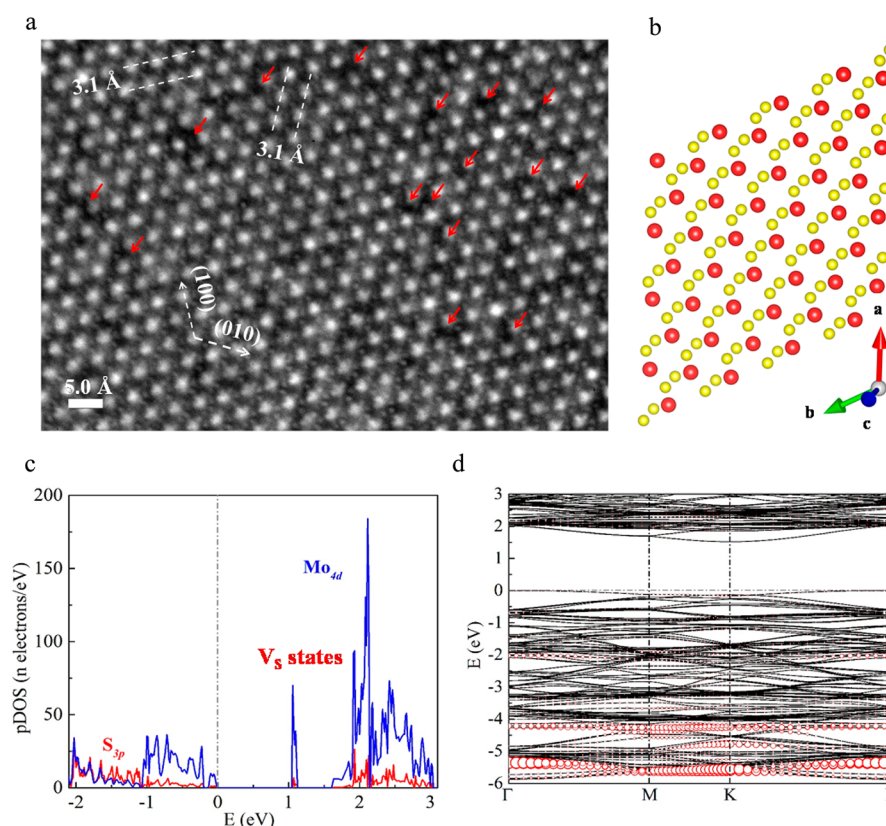 a
3.1 Å
3.1 Å
(100)
(010)
5.0 Å
b
a
b
c
c
200
150
100
50
0
pDOS (n electrons/eV)
Mo4d
VS states
S3p
-2
-1
0
1
2
3
E (eV)
d
3
2
1
0
-1
-2
-3
-4
-5
-6
E (eV)
Γ
M
K